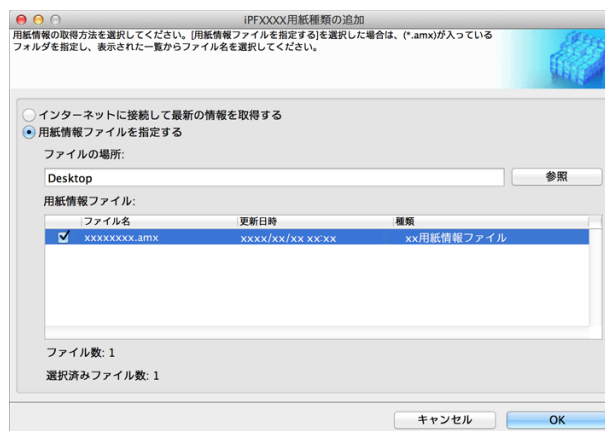 iPFXXXX用紙種類の追加
用紙情報の取得方法を選択してください。[用紙情報ファイルを指定する]を選択した場合は、(*.amx)が入っている
フォルダを指定し、表示された一覧からファイル名を選択してください。
インターネットに接続して最新の情報を取得する
用紙情報ファイルを指定する
ファイルの場所:
Desktop 参照
用紙情報ファイル:
ファイル名 更新日時 種類
xxxxxxxx.amx xxxx/xx/xx xx:xx xx用紙情報ファイル
ファイル数: 1
選択済みファイル数: 1
キャンセル OK